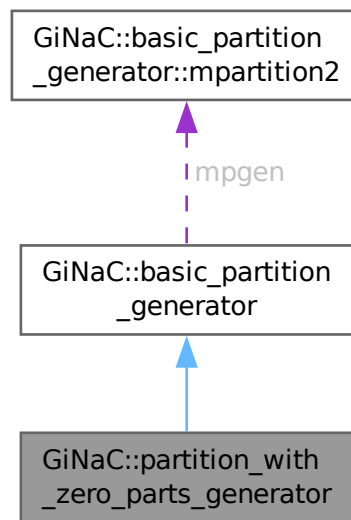 GiNaC::basic_partition
_generator::mpartition2
mpgen
GiNaC::basic_partition
_generator
GiNaC::partition_with
_zero_parts_generator